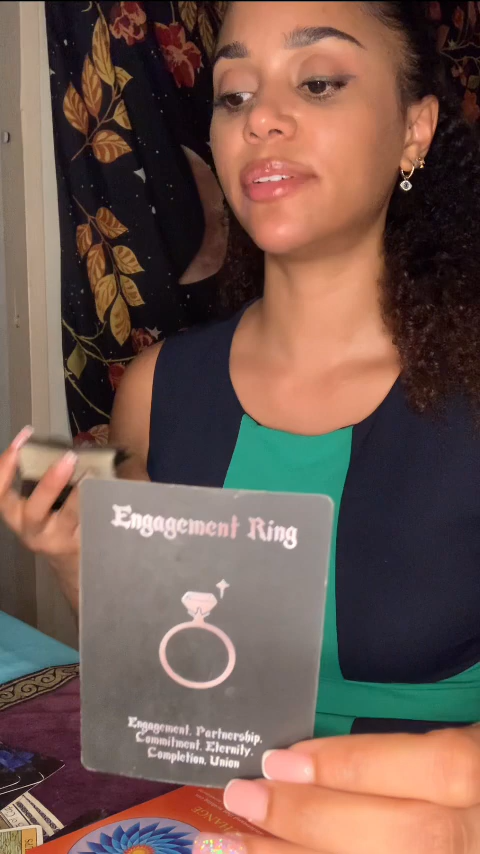 Engagement Ring
Engagement, Partnership,
Commitment, Eternity,
Completion, Union